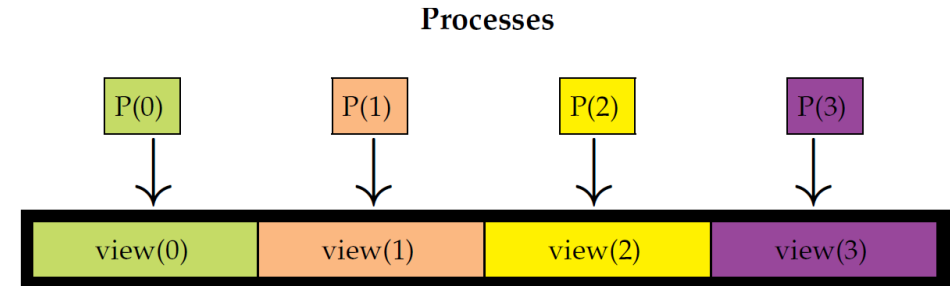 Processes
P(0) P(1) P(2) P(3)
view(0) view(1) view(2) view(3)